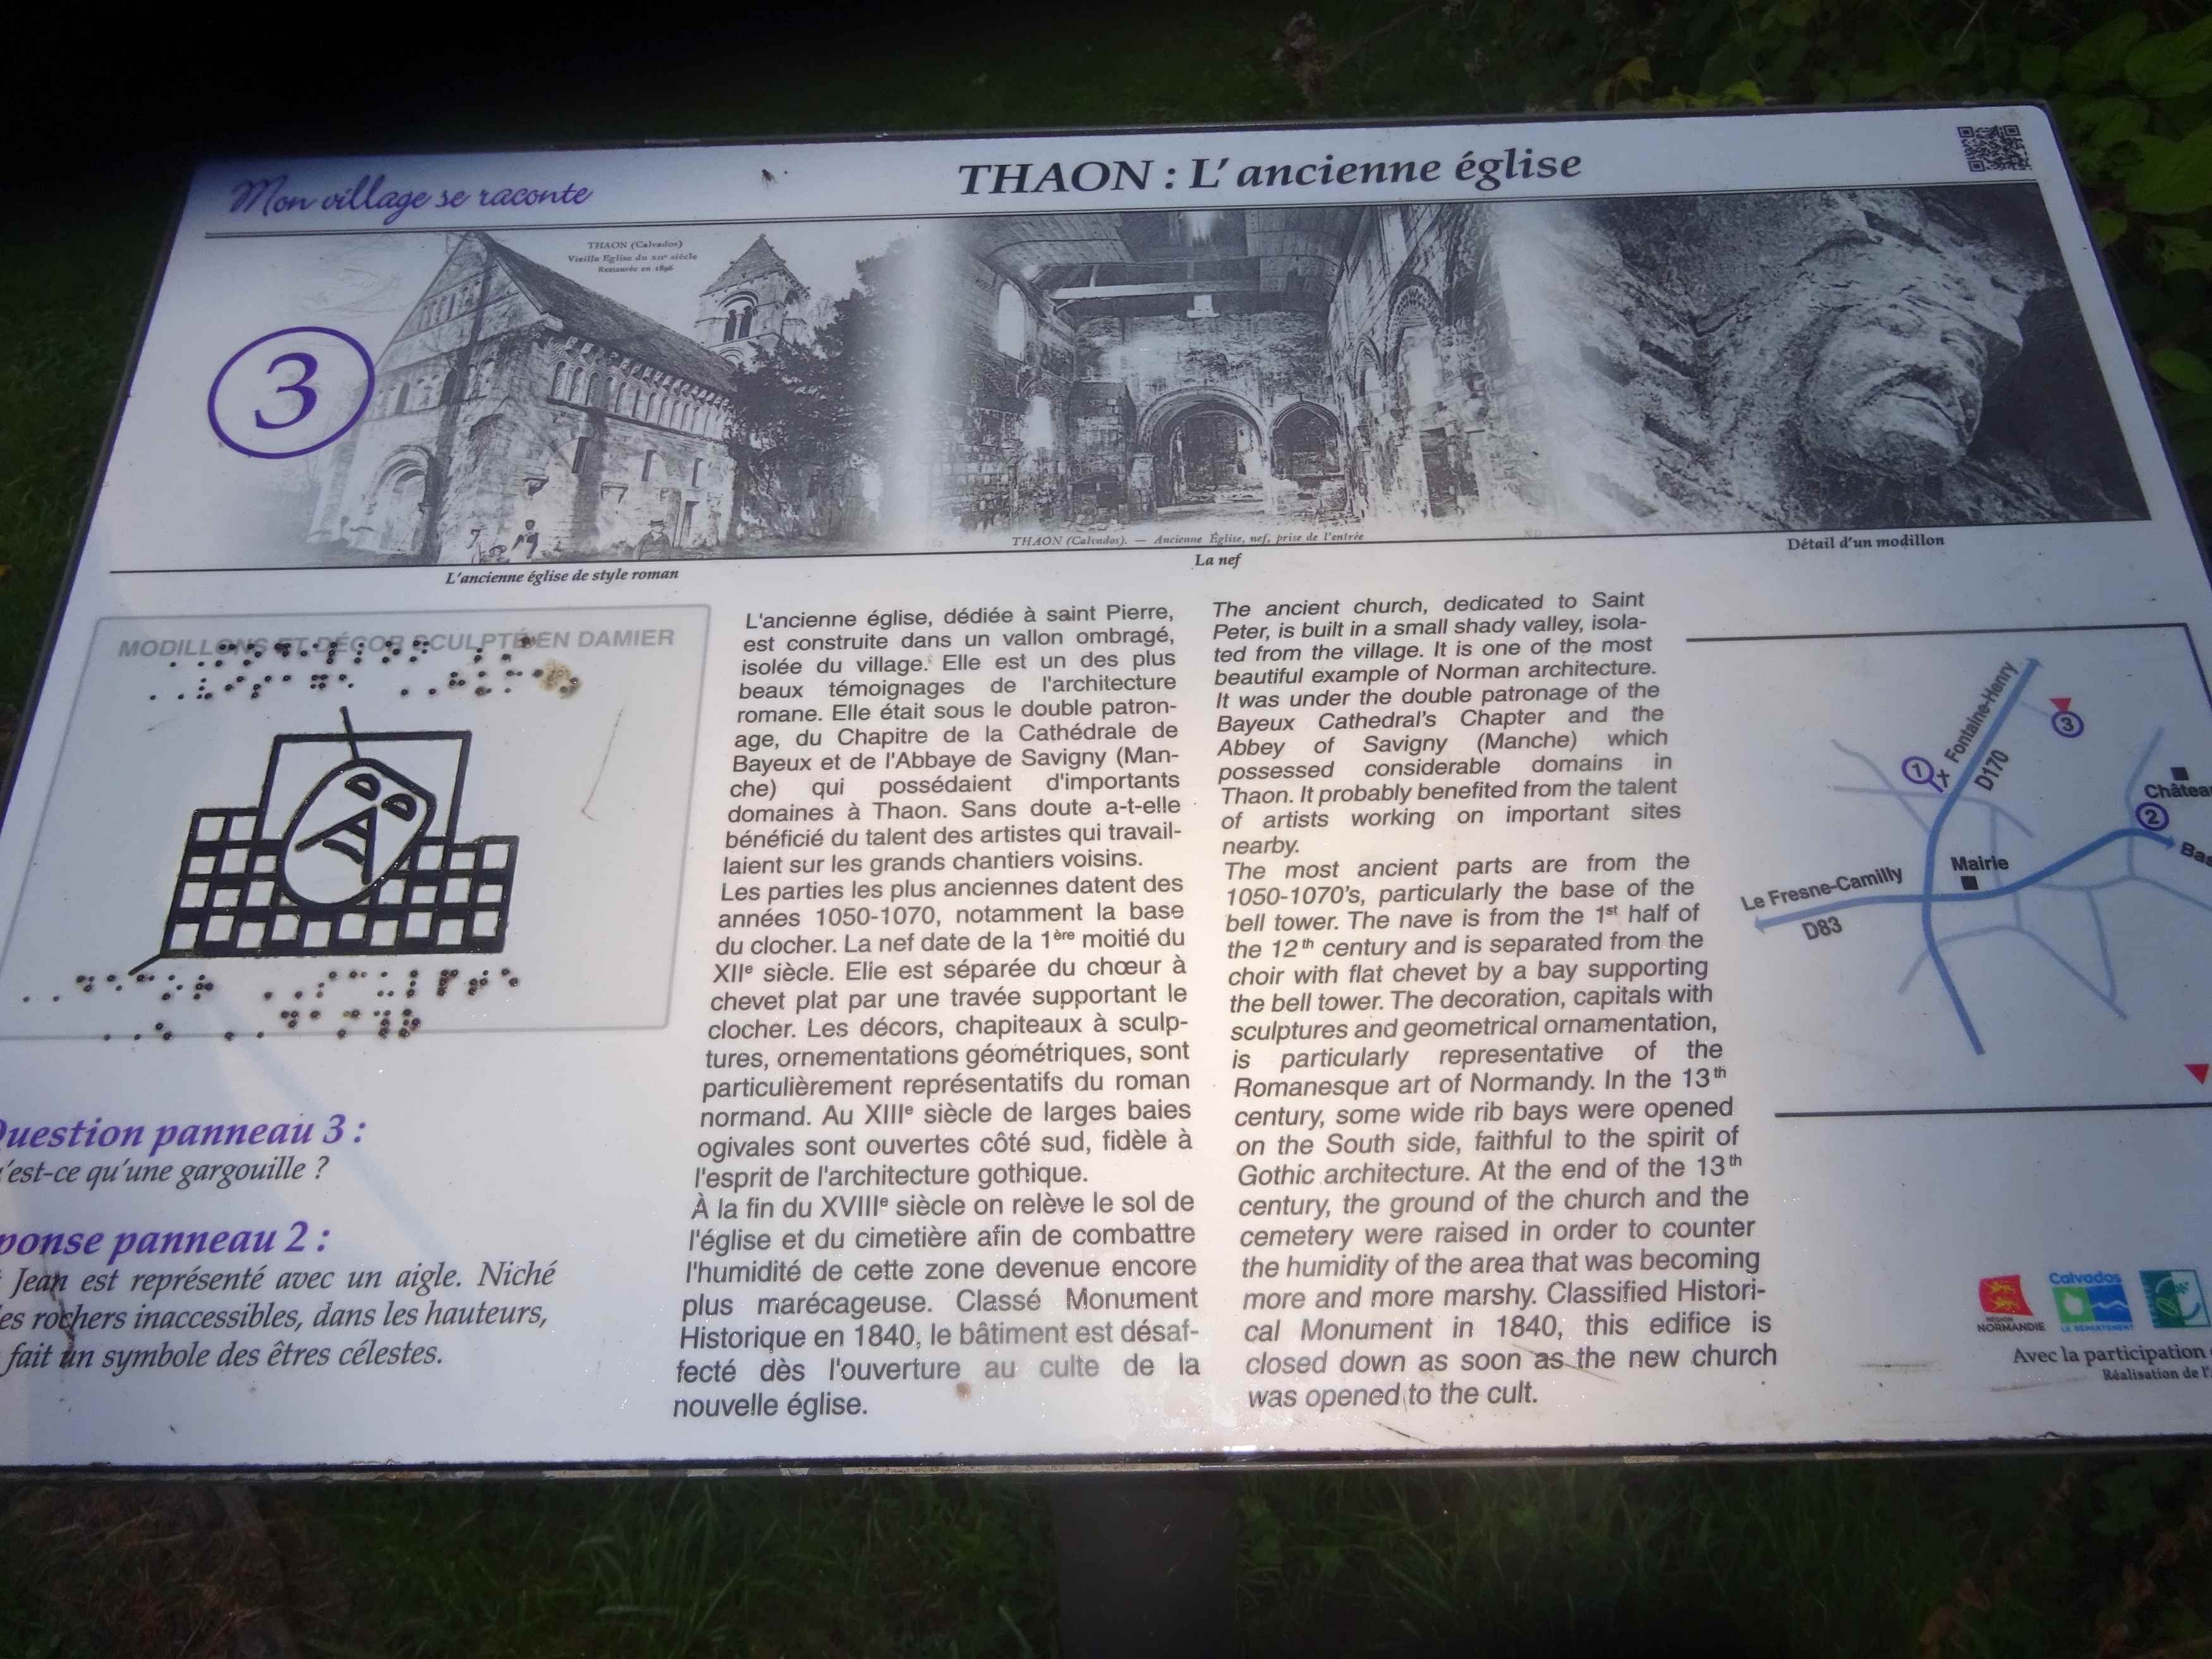 Mon village se raconte
THAON : L'ancienne église
THAON (Calvados)
Vieille Eglise du XIIe siècle
Restaurée en 1896
3
THAON (Calvados). — Ancienne Église, nef, prise de l'entrée
L'ancienne église de style roman
La nef
Détail d'un modillon
MODILLONS ET DÉCOR SCULPTÉ EN DAMIER
Question panneau 3 :
'est-ce qu'une gargouille ?
ponse panneau 2 :
Jean est représenté avec un aigle. Niché
es rochers inaccessibles, dans les hauteurs,
fait un symbole des êtres célestes.
L'ancienne église, dédiée à saint Pierre,
est construite dans un vallon ombragé,
isolée du village. Elle est un des plus
beaux témoignages de l'architecture
romane. Elle était sous le double patron-
age, du Chapitre de la Cathédrale de
Bayeux et de l'Abbaye de Savigny (Man-
che) qui possédaient d'importants
domaines à Thaon. Sans doute a-t-elle
bénéficié du talent des artistes qui travail-
laient sur les grands chantiers voisins.
Les parties les plus anciennes datent des
années 1050-1070, notamment la base
du clocher. La nef date de la 1ère moitié du
XIIe siècle. Elle est séparée du chœur à
chevet plat par une travée supportant le
clocher. Les décors, chapiteaux à sculp-
tures, ornementations géométriques, sont
particulièrement représentatifs du roman
normand. Au XIIIe siècle de larges baies
ogivales sont ouvertes côté sud, fidèle à
l'esprit de l'architecture gothique.
À la fin du XVIIIe siècle on relève le sol de
l'église et du cimetière afin de combattre
l'humidité de cette zone devenue encore
plus marécageuse. Classé Monument
Historique en 1840, le bâtiment est désaf-
fecté dès l'ouverture au culte de la
nouvelle église.
The ancient church, dedicated to Saint
Peter, is built in a small shady valley, isola-
ted from the village. It is one of the most
beautiful example of Norman architecture.
It was under the double patronage of the
Bayeux Cathedral's Chapter and the
Abbey of Savigny (Manche) which
possessed considerable domains in
Thaon. It probably benefited from the talent
of artists working on important sites
nearby.
The most ancient parts are from the
1050-1070's, particularly the base of the
bell tower. The nave is from the 1st half of
the 12th century and is separated from the
choir with flat chevet by a bay supporting
the bell tower. The decoration, capitals with
sculptures and geometrical ornamentation,
is particularly representative of the
Romanesque art of Normandy. In the 13th
century, some wide rib bays were opened
on the South side, faithful to the spirit of
Gothic architecture. At the end of the 13th
century, the ground of the church and the
cemetery were raised in order to counter
the humidity of the area that was becoming
more and more marshy. Classified Histori-
cal Monument in 1840, this edifice is
closed down as soon as the new church
was opened to the cult.
Fontaine-Henry
D170
3
1
Châtea
2
Bas
Mairie
Le Fresne-Camilly
D83
RÉGION
NORMANDIE
Calvados
LE DÉPARTEMENT
Avec la participation
Réalisation de l'